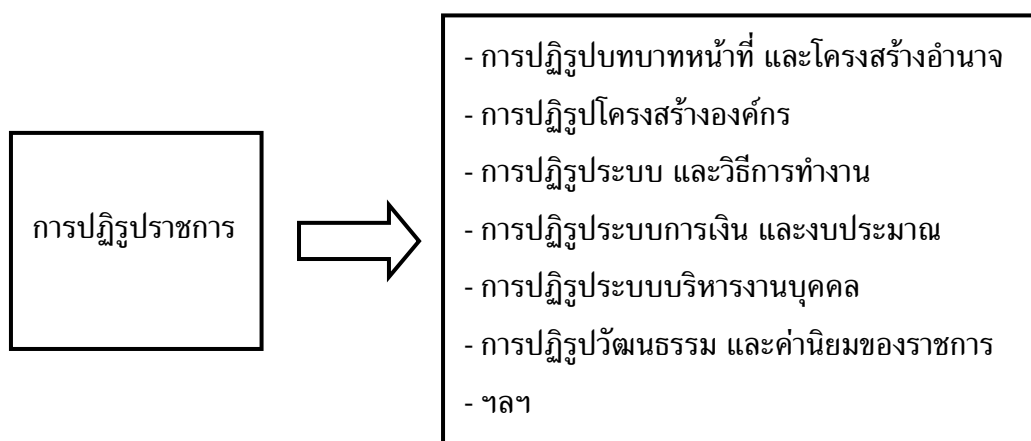 การปฏิรูปราชการ
- การปฏิรูปบทบาทหน้าที่ และโครงสร้างอำนาจ
- การปฏิรูปโครงสร้างองค์กร
- การปฏิรูประบบ และวิธีการทำงาน
- การปฏิรูประบบการเงิน และงบประมาณ
- การปฏิรูประบบบริหารงานบุคคล
- การปฏิรูปวัฒนธรรม และค่านิยมของราชการ
- ฯลฯ